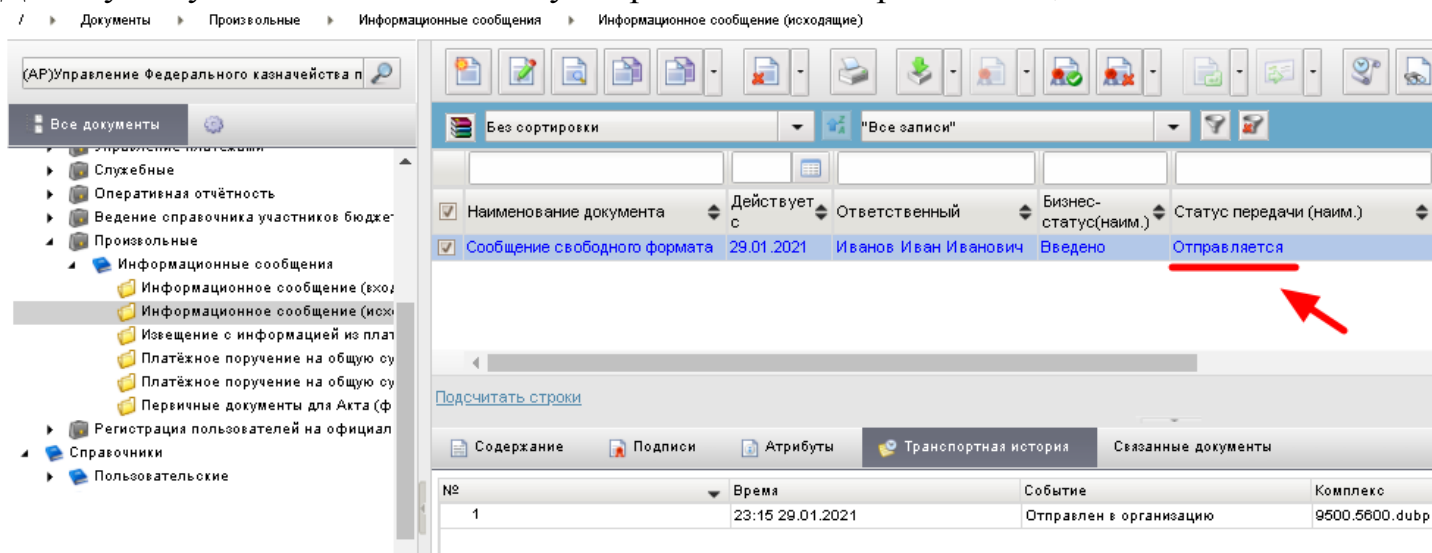 / Документы Произвольные Информационные сообщения Информационное сообщение (исходящие)
(АР)Управление Федерального казначейства п
Все документы
Без сортировки "Все записи"
Управление платежами
Служебные
Оперативная отчётность
Ведение справочника участников бюджет
Произвольные
Информационные сообщения
Информационное сообщение (вход
Информационное сообщение (исхо
Извещение с информацией из плат
Платёжное поручение на общую су
Платёжное поручение на общую су
Первичные документы для Акта (ф
Регистрация пользователей на официал
Справочники
Пользовательские
Наименование документа Действует с Ответственный Бизнес-статус(наим.) Статус передачи (наим.)
Сообщение свободного формата 29.01.2021 Иванов Иван Иванович Введено Отправляется
Подсчитать строки
Содержание Подписи Атрибуты Транспортная история Связанные документы
№ Время Событие Комплекс
1 23:15 29.01.2021 Отправлен в организацию 9500.5600.dubp